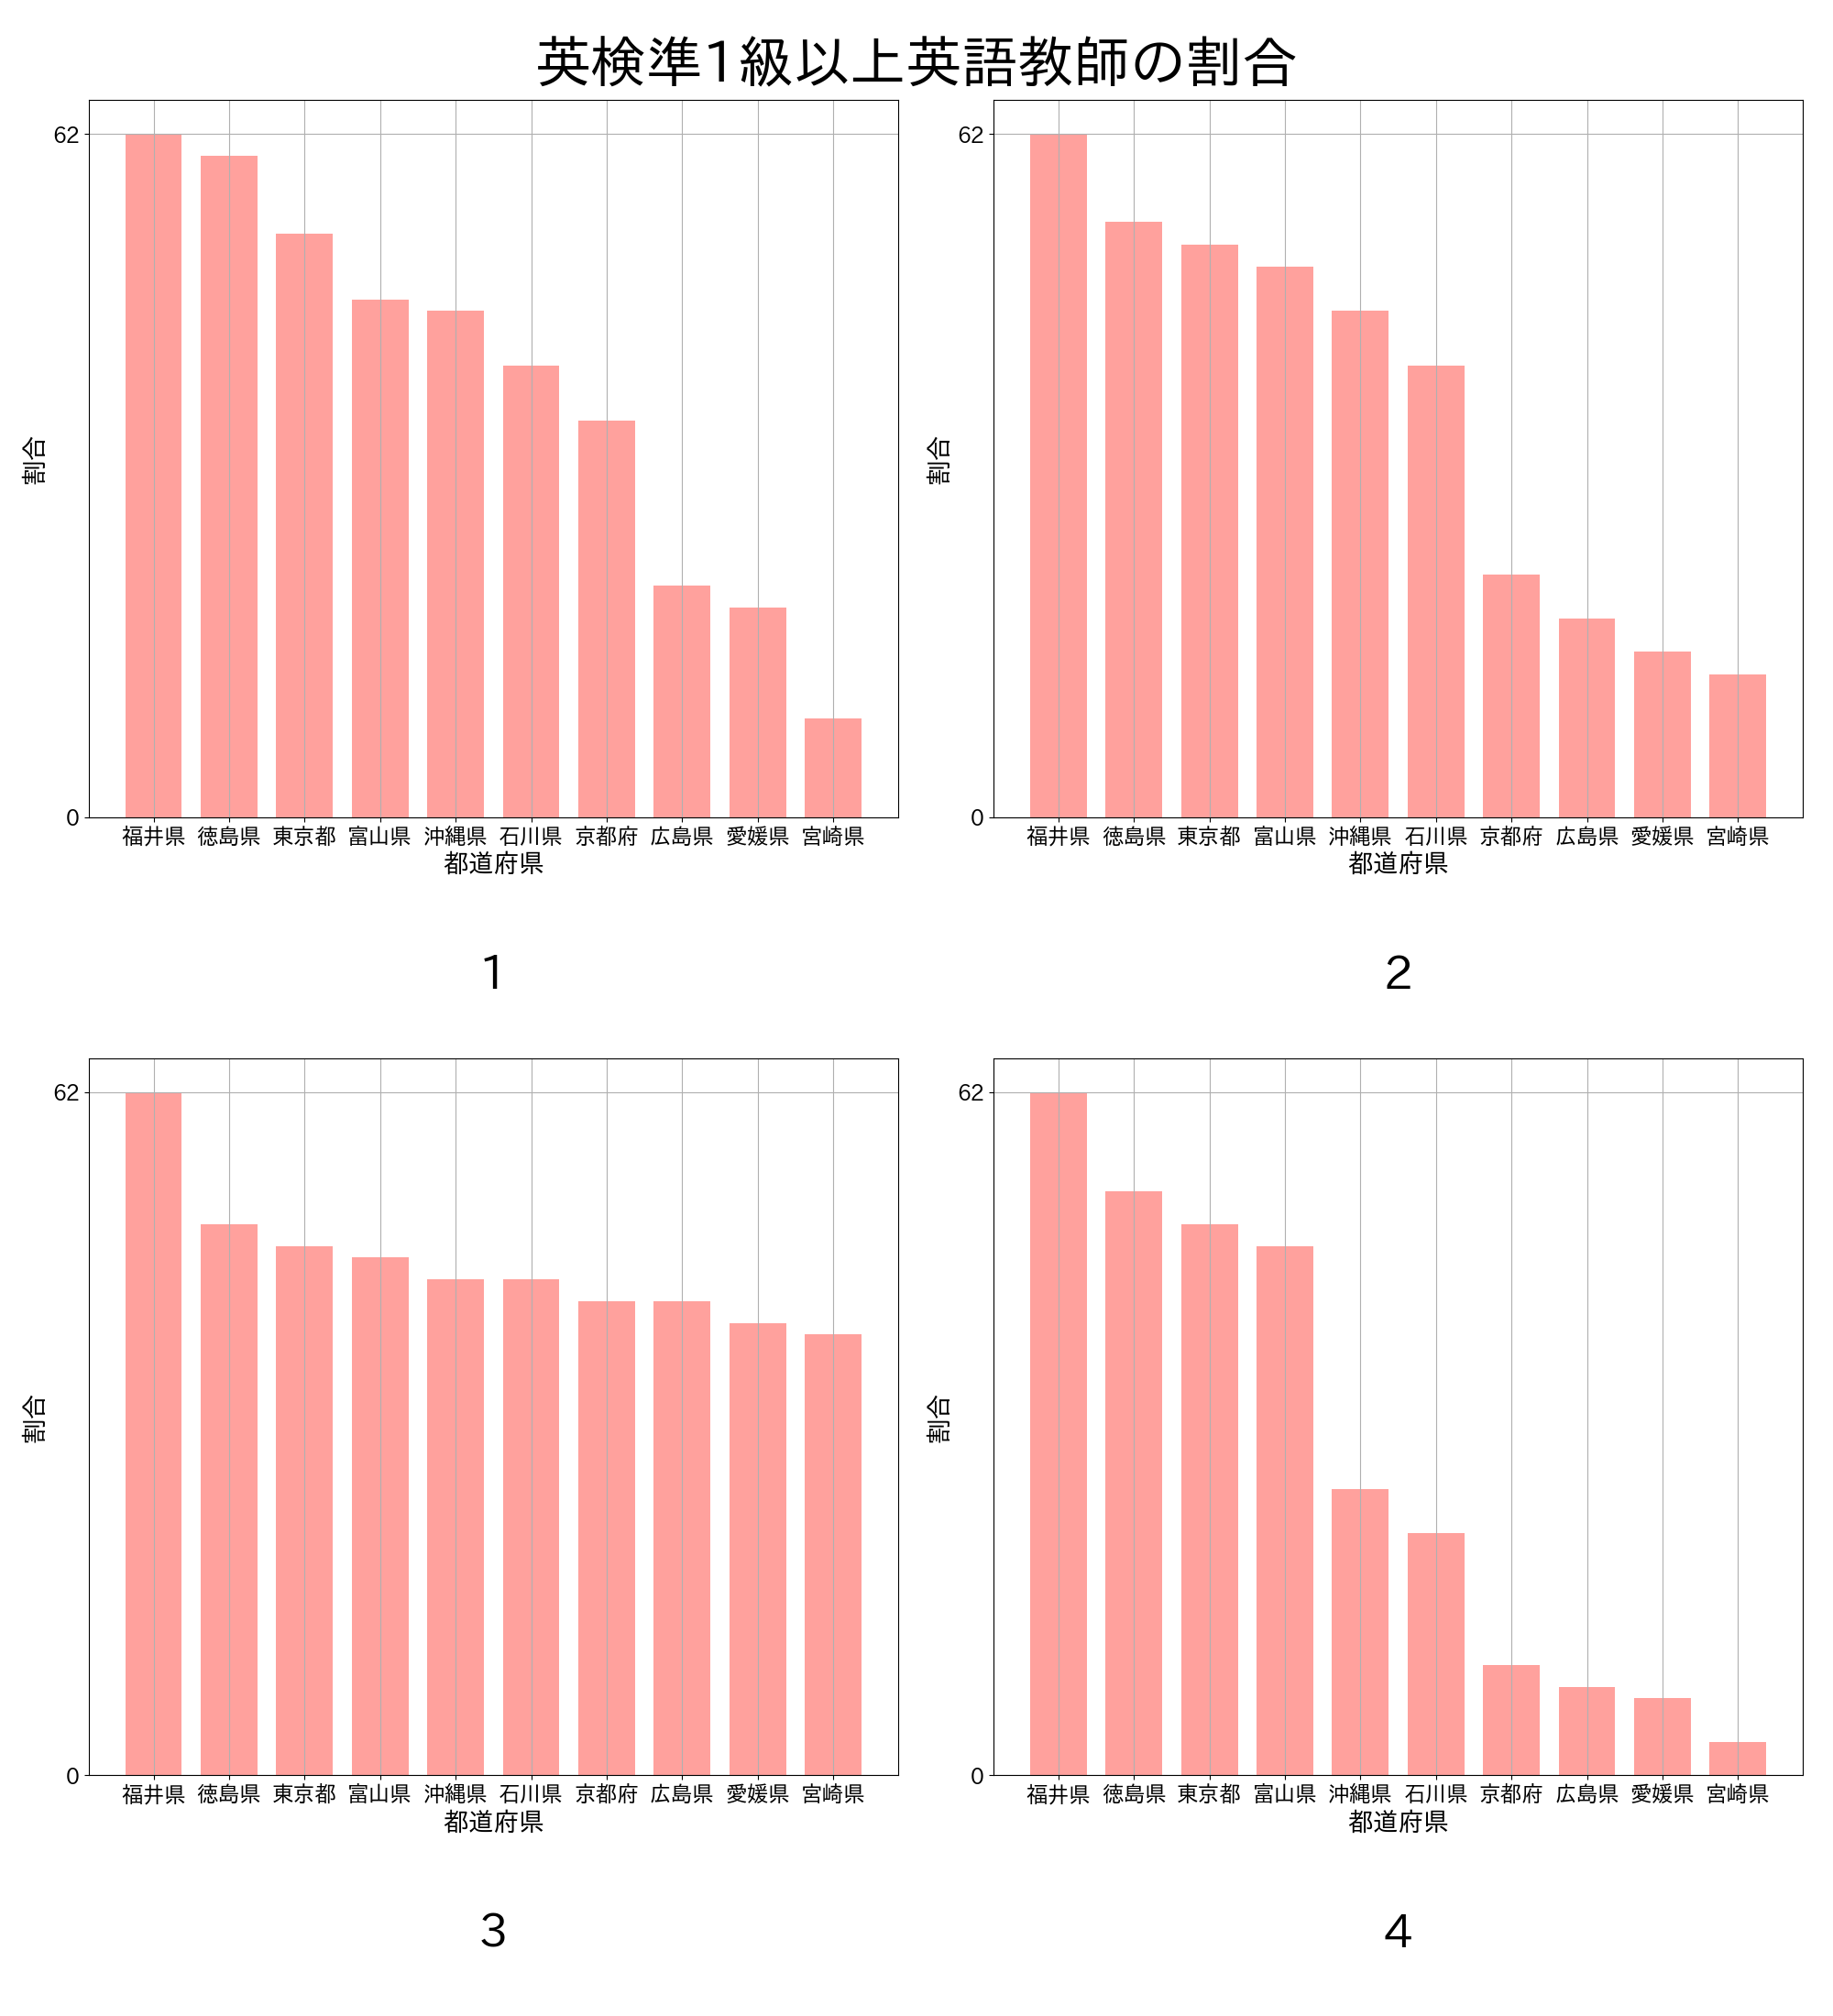 英検準1級以上英語教師の割合
62
0
割合
福井県 徳島県 東京都 富山県 沖縄県 石川県 京都府 広島県 愛媛県 宮崎県
都道府県
1
62
0
割合
福井県 徳島県 東京都 富山県 沖縄県 石川県 京都府 広島県 愛媛県 宮崎県
都道府県
2
62
0
割合
福井県 徳島県 東京都 富山県 沖縄県 石川県 京都府 広島県 愛媛県 宮崎県
都道府県
3
62
0
割合
福井県 徳島県 東京都 富山県 沖縄県 石川県 京都府 広島県 愛媛県 宮崎県
都道府県
4